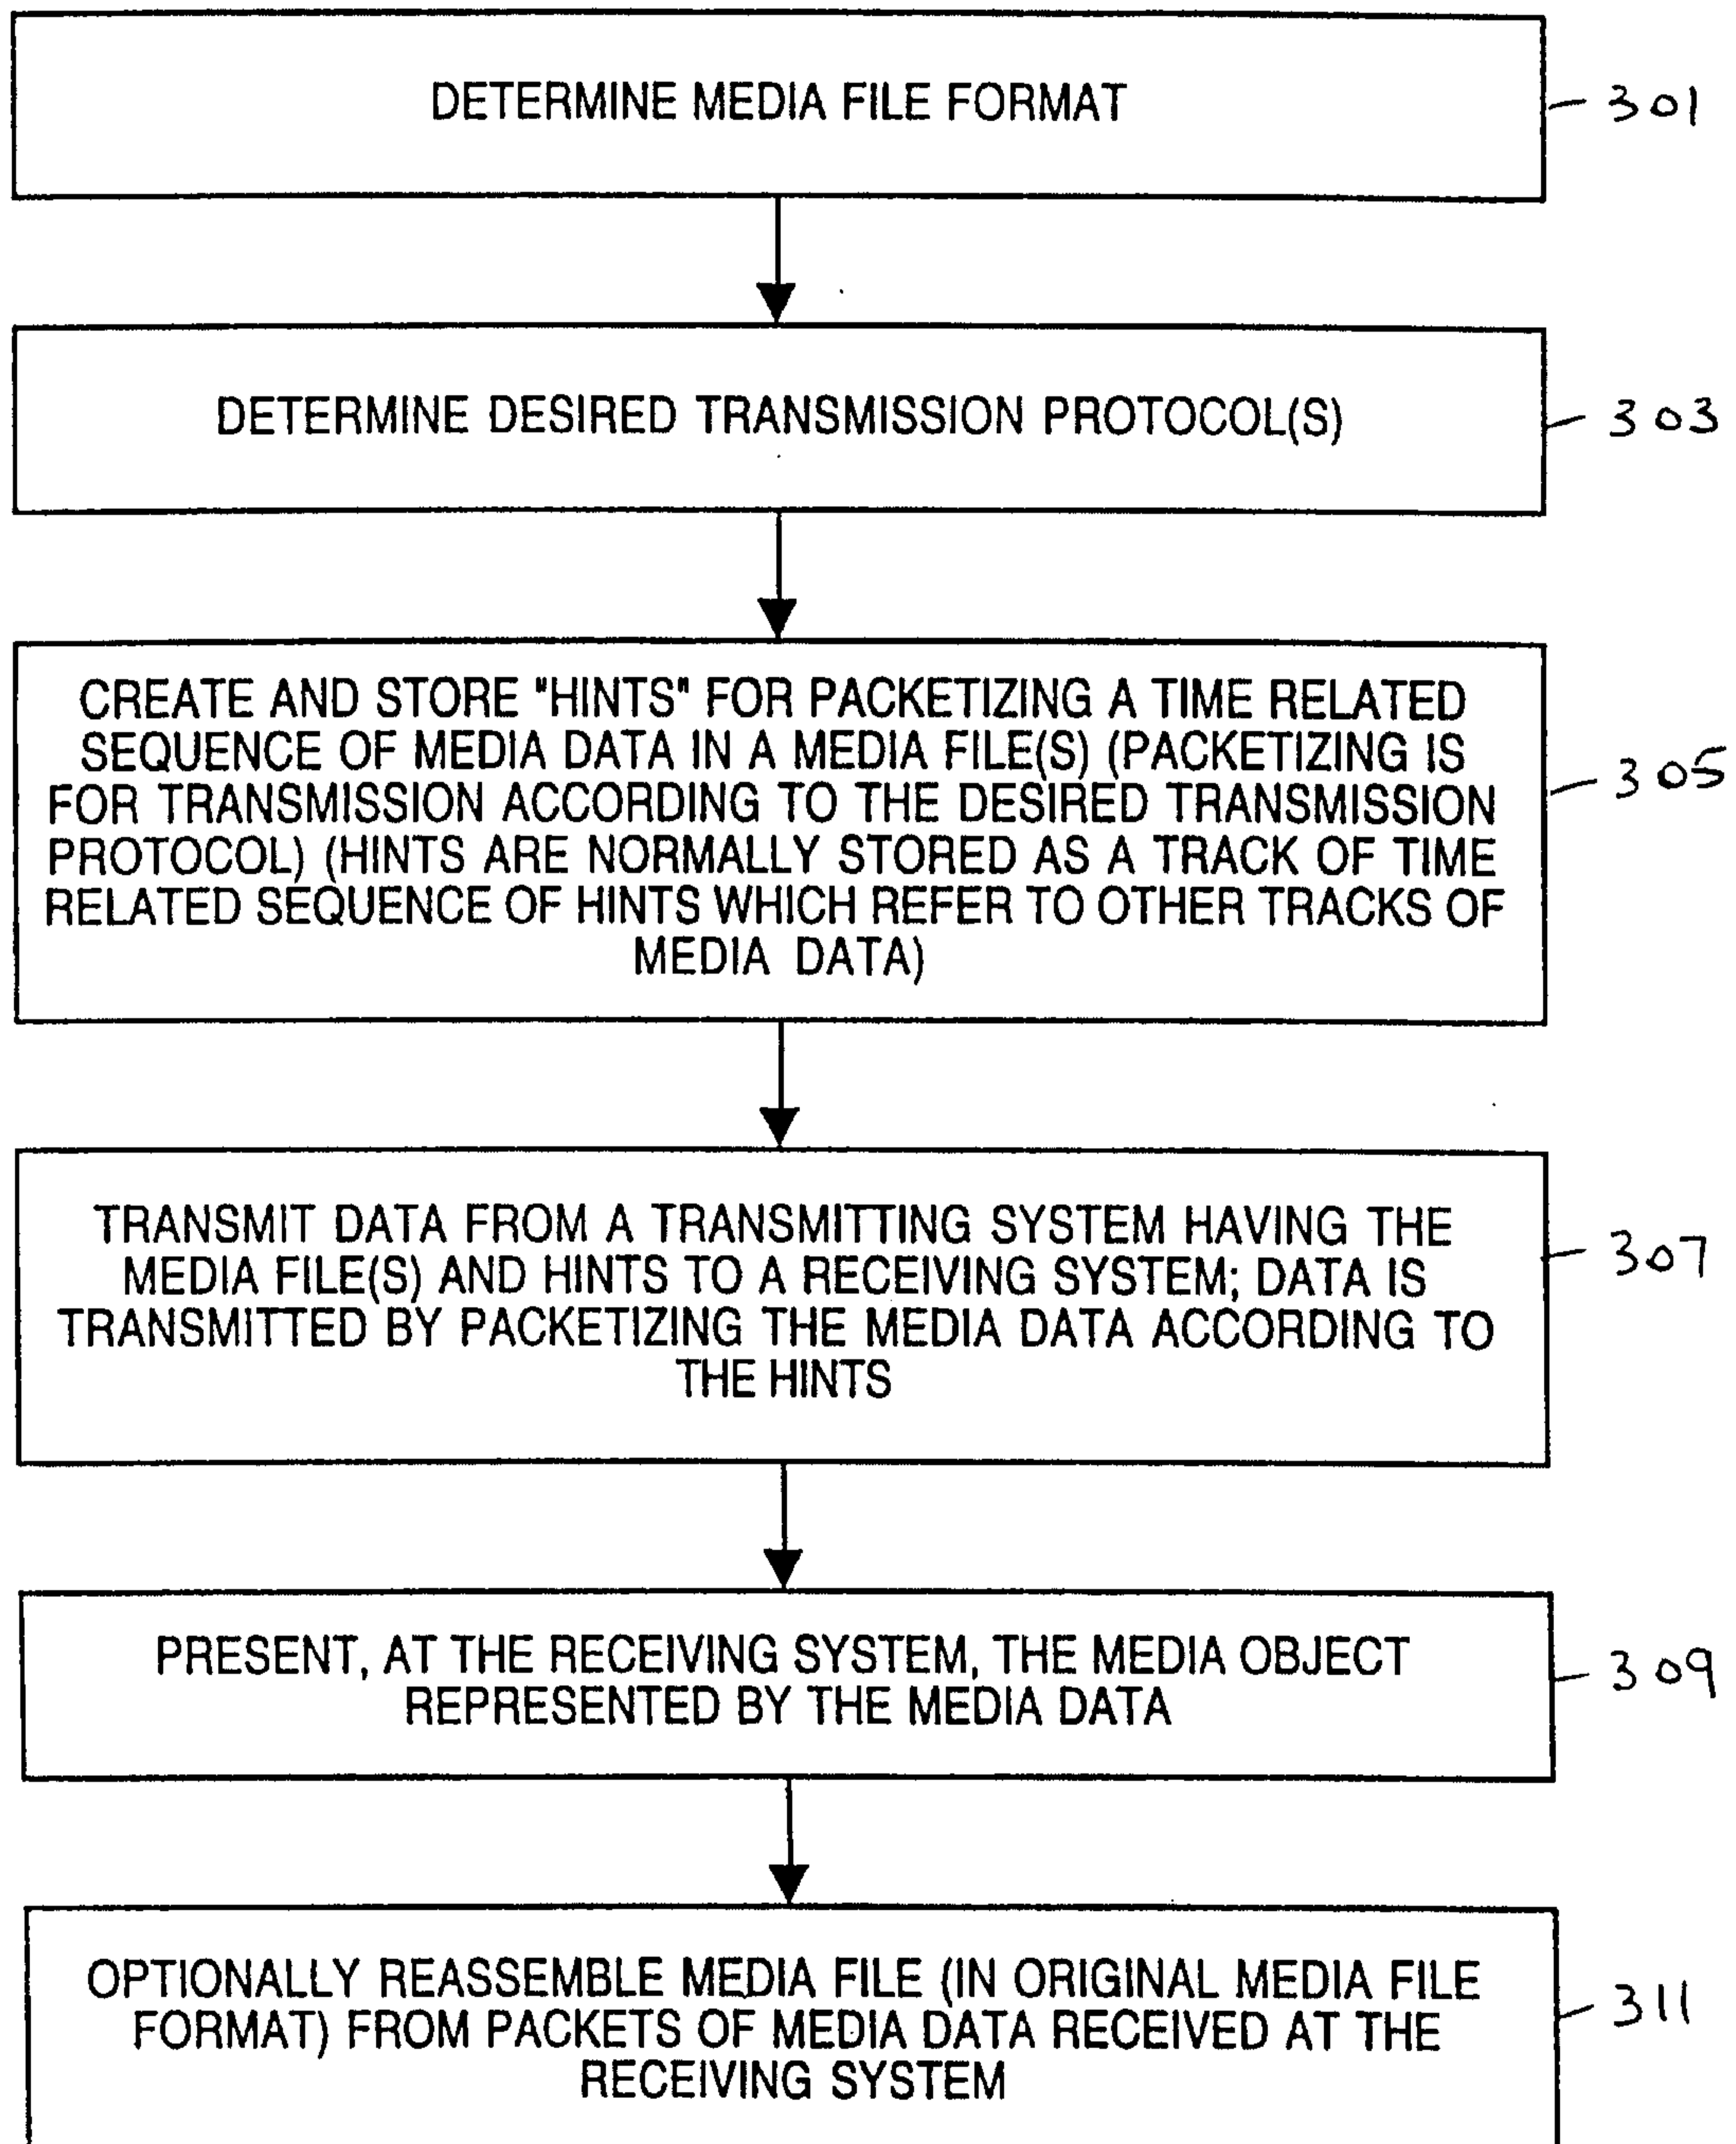 DETERMINE MEDIA FILE FORMAT
301
DETERMINE DESIRED TRANSMISSION PROTOCOL(S)
303
CREATE AND STORE "HINTS" FOR PACKETIZING A TIME RELATED
SEQUENCE OF MEDIA DATA IN A MEDIA FILE(S) (PACKETIZING IS
FOR TRANSMISSION ACCORDING TO THE DESIRED TRANSMISSION
PROTOCOL) (HINTS ARE NORMALLY STORED AS A TRACK OF TIME
RELATED SEQUENCE OF HINTS WHICH REFER TO OTHER TRACKS OF
MEDIA DATA)
305
TRANSMIT DATA FROM A TRANSMITTING SYSTEM HAVING THE
MEDIA FILE(S) AND HINTS TO A RECEIVING SYSTEM; DATA IS
TRANSMITTED BY PACKETIZING THE MEDIA DATA ACCORDING TO
THE HINTS
307
PRESENT, AT THE RECEIVING SYSTEM, THE MEDIA OBJECT
REPRESENTED BY THE MEDIA DATA
309
OPTIONALLY REASSEMBLE MEDIA FILE (IN ORIGINAL MEDIA FILE
FORMAT) FROM PACKETS OF MEDIA DATA RECEIVED AT THE
RECEIVING SYSTEM
311